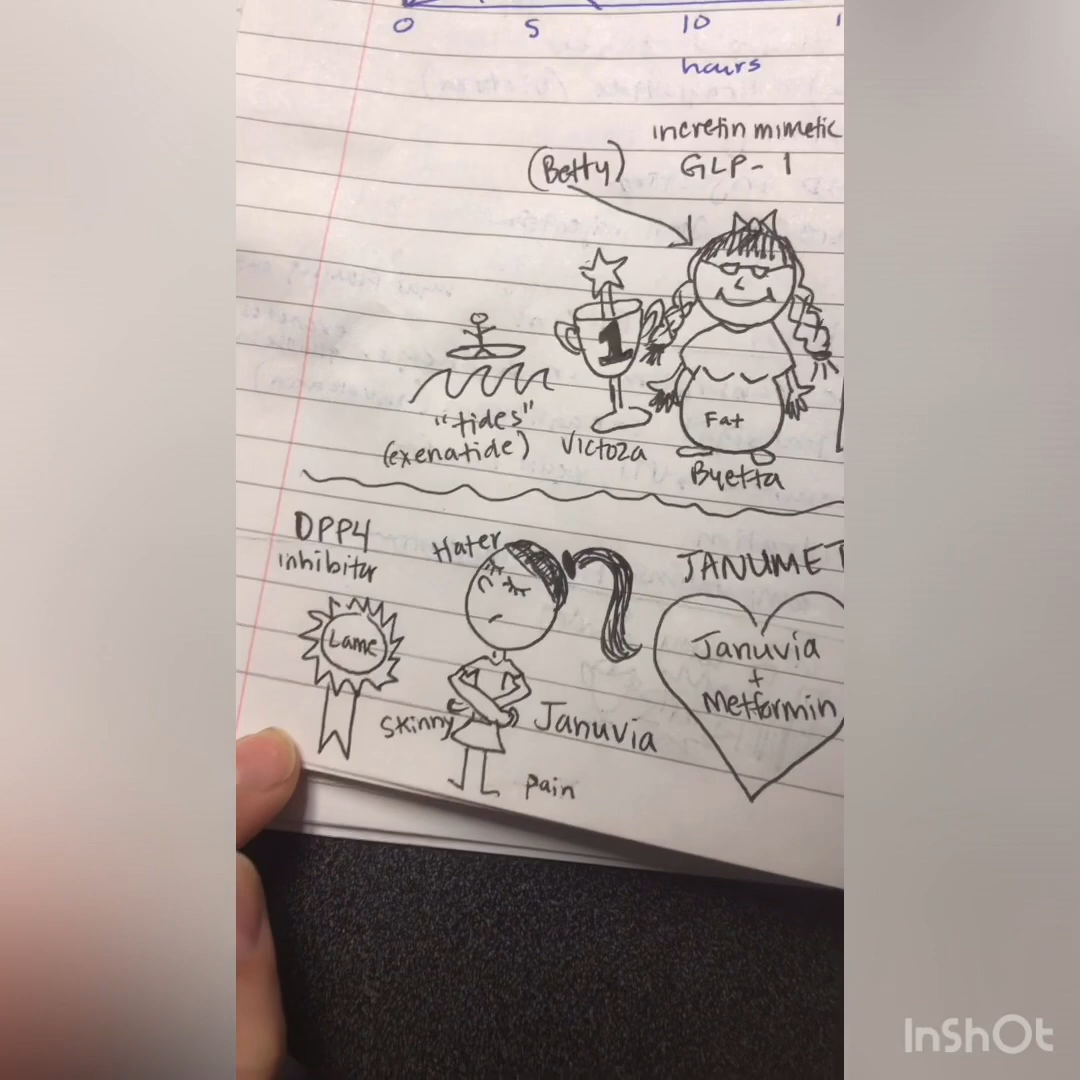 0 5 10
hours
incretin mimetic
(Betty) GLP-1
1
"tides"
(exenatide)
Victoza
Fat
Byetta
DPP4
inhibitor
Hater
JANUMET
Lame
Januvia
+
Metformin
Skinny
Januvia
pain
InShOt